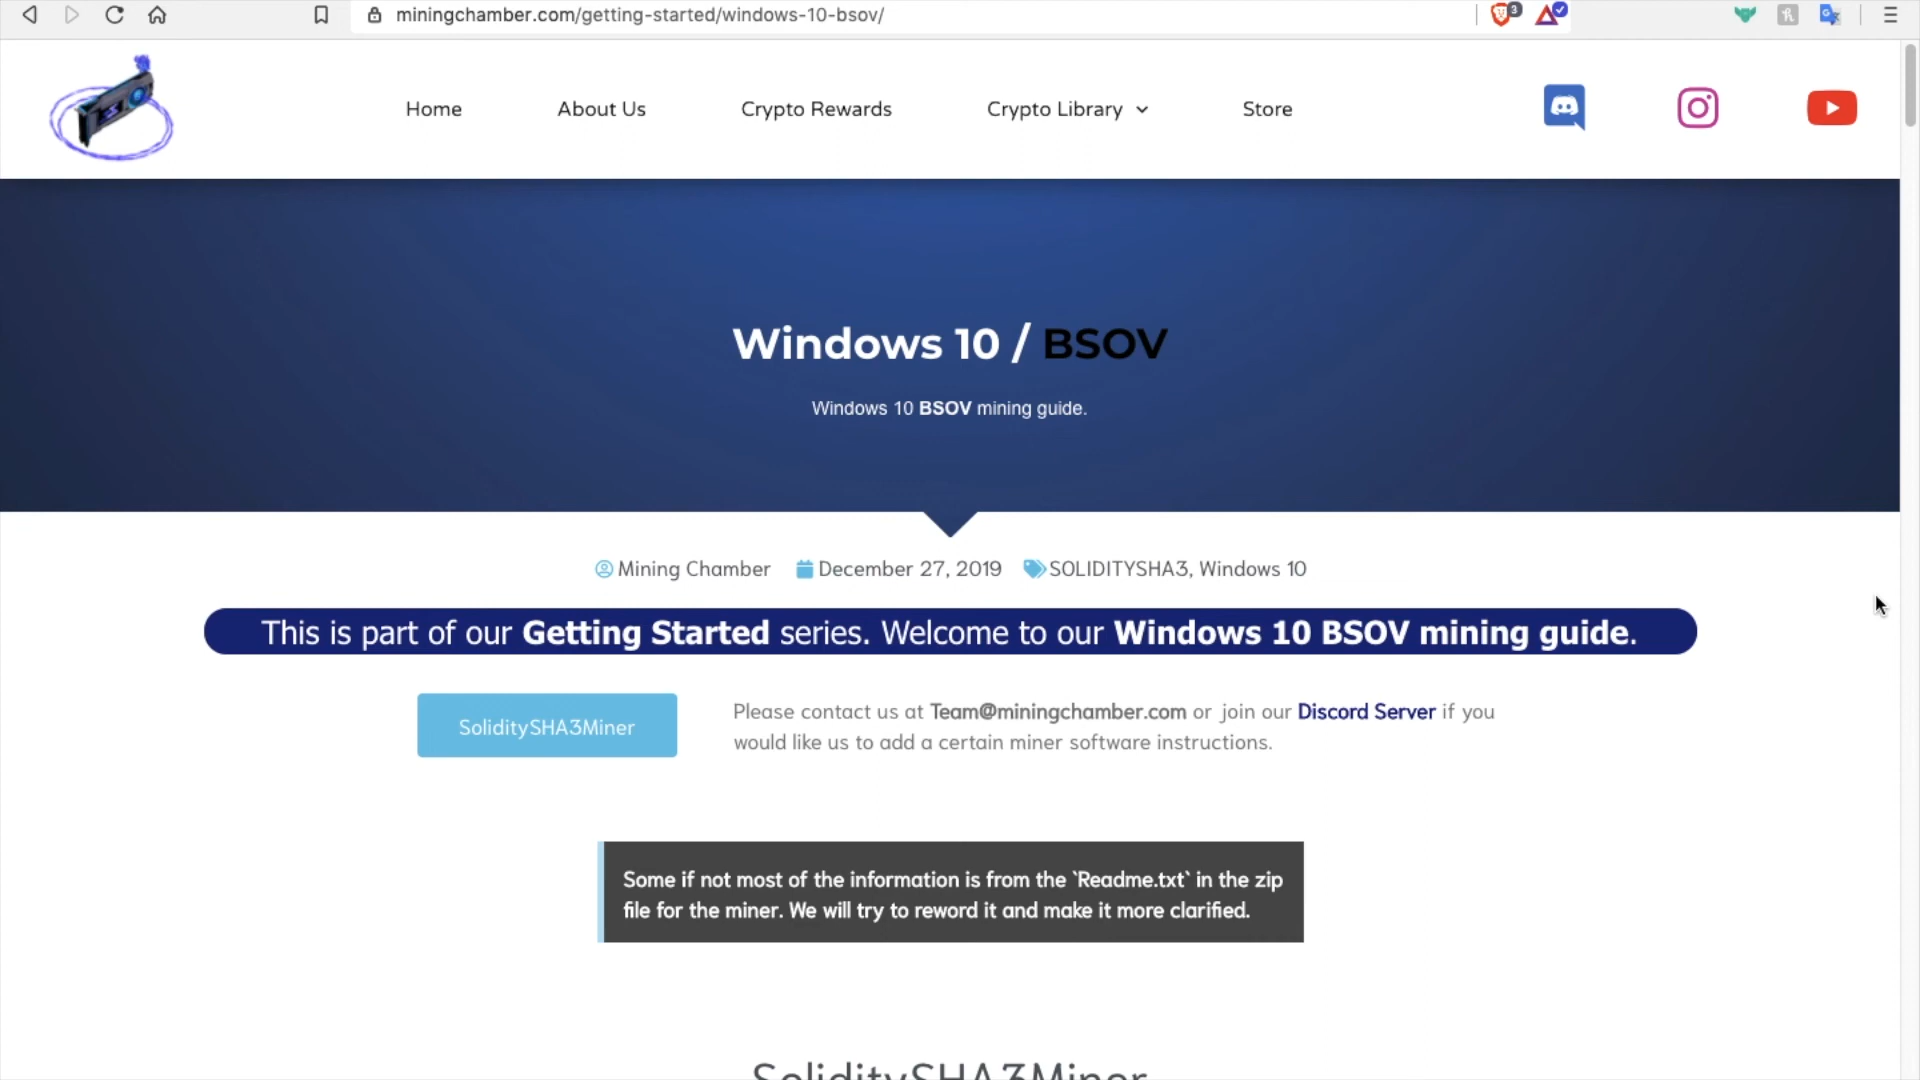 miningchamber.com/getting-started/windows-10-bsov/
3
Home
About Us
Crypto Rewards
Crypto Library
Store
Windows 10 / BSOV
Windows 10 BSOV mining guide.
Mining Chamber
December 27, 2019
SOLIDITYSHA3, Windows 10
This is part of our Getting Started series. Welcome to our Windows 10 BSOV mining guide.
SoliditySHA3Miner
Please contact us at Team@miningchamber.com or join our Discord Server if you
would like us to add a certain miner software instructions.
Some if not most of the information is from the `Readme.txt` in the zip
file for the miner. We will try to reword it and make it more clarified.
SoliditySHA3Miner